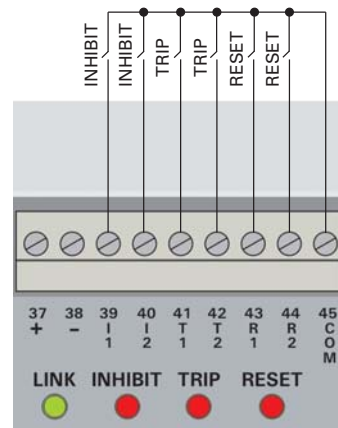 INHIBIT
INHIBIT
TRIP
TRIP
RESET
RESET
37 38 39 40 41 42 43 44 45
+ – I I T T R R C
1 2 1 2 1 2 O
M
LINK INHIBIT TRIP RESET